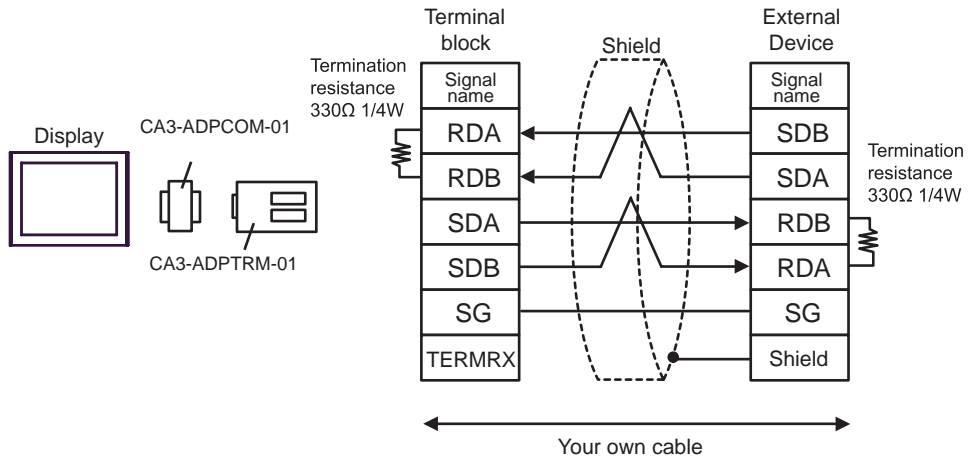 Terminal
block
Shield
External
Device
Termination
resistance
330Ω 1/4W
Signal
name
Signal
name
Display
CA3-ADPCOM-01
CA3-ADPTRM-01
RDA
SDB
RDB
SDA
SDA
RDB
SDB
RDA
SG
SG
TERMRX
Shield
Termination
resistance
330Ω 1/4W
Your own cable